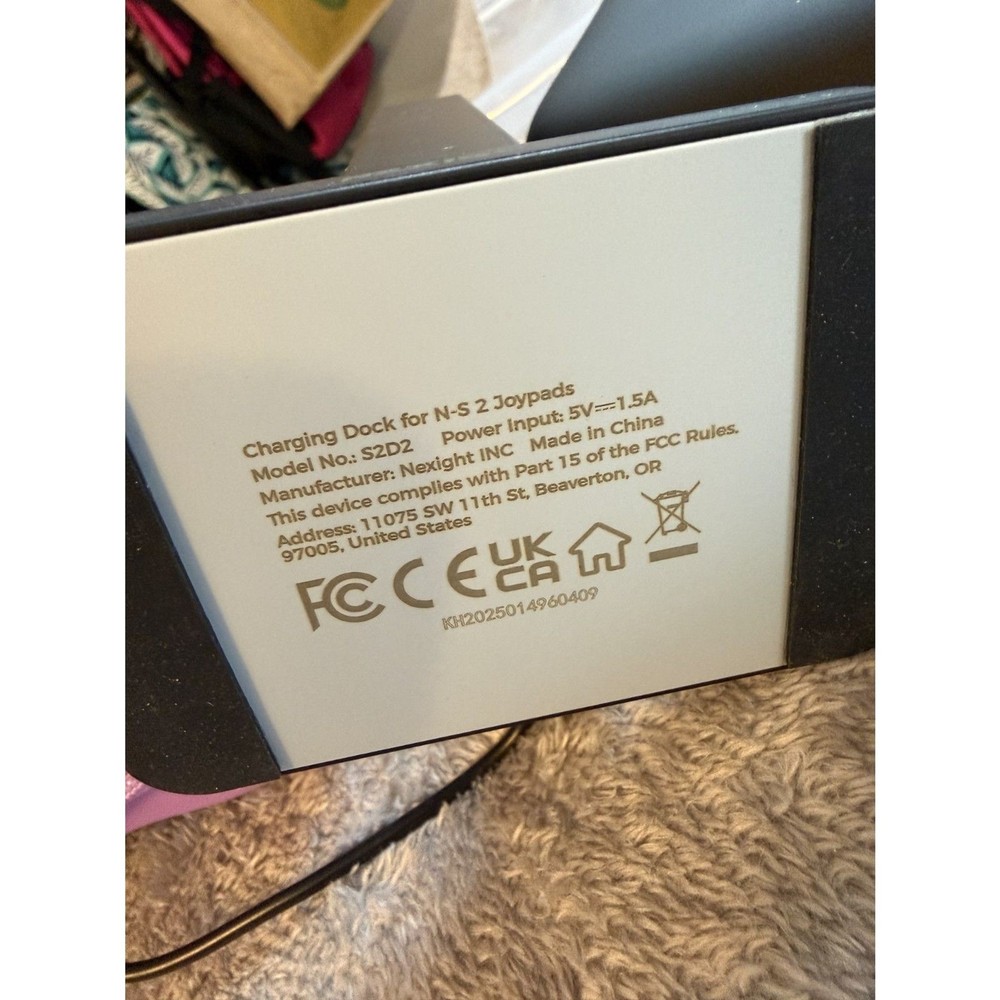 Charging Dock for N-S 2 Joypads
Model No.: S2D2 Power Input: 5V⎓1.5A
Manufacturer: Nexight INC Made in China
This device complies with Part 15 of the FCC Rules.
Address: 11075 SW 11th St, Beaverton, OR
97005, United States
FC CE UK
CA
KH2025014960409